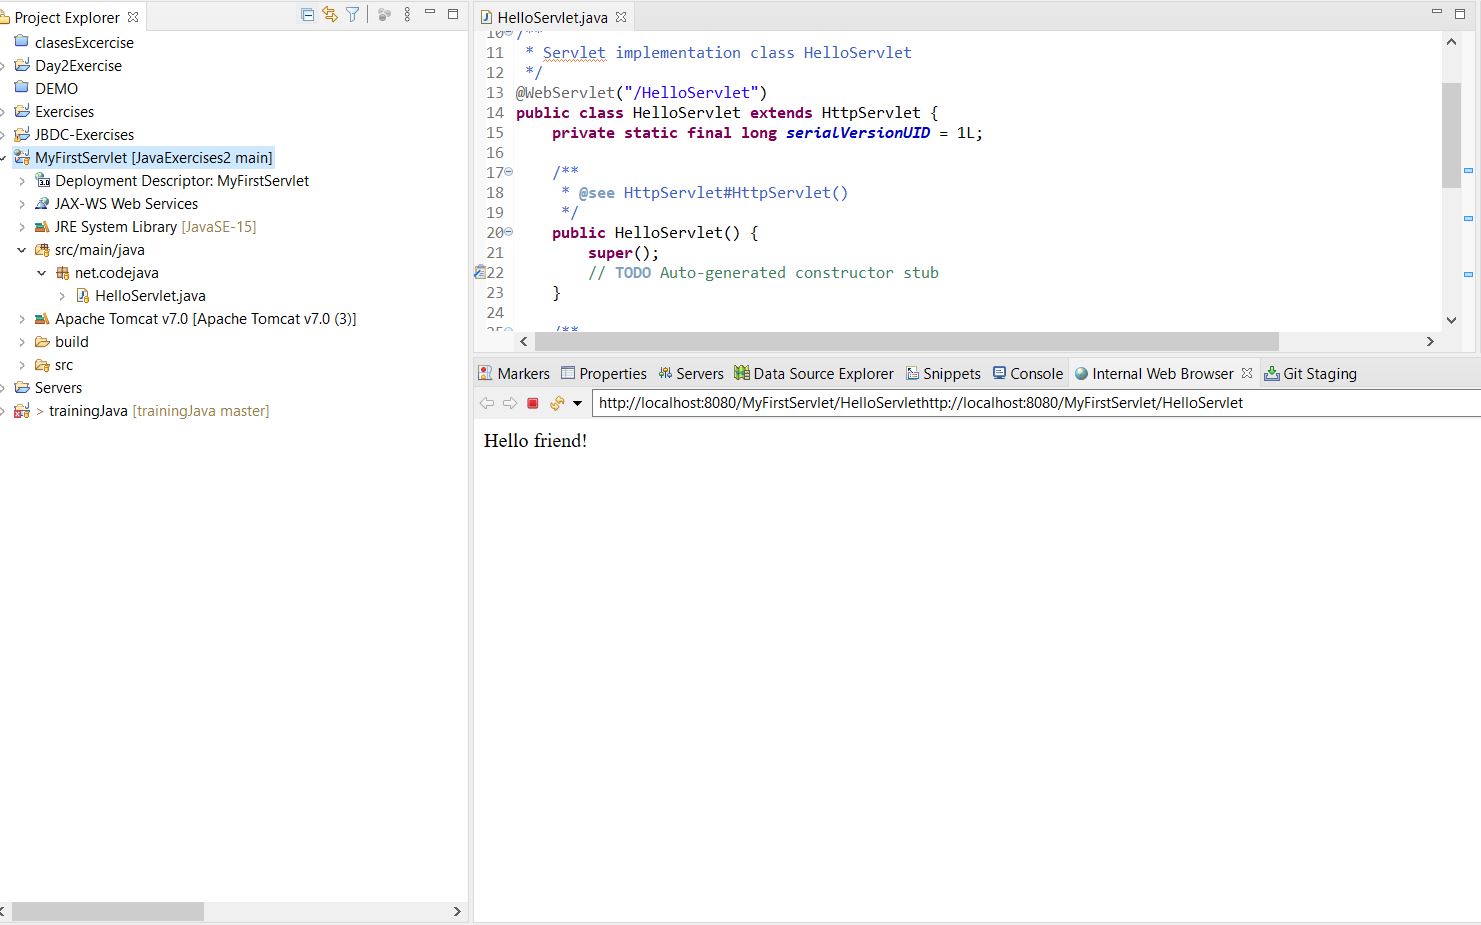 Project Explorer
clasesExcercise
Day2Exercise
DEMO
Exercises
JBDC-Exercises
MyFirstServlet [JavaExercises2 main]
Deployment Descriptor: MyFirstServlet
JAX-WS Web Services
JRE System Library [JavaSE-15]
src/main/java
net.codejava
HelloServlet.java
Apache Tomcat v7.0 [Apache Tomcat v7.0 (3)]
build
src
Servers
> trainingJava [trainingJava master]
HelloServlet.java
10 /**
11 * Servlet implementation class HelloServlet
12 */
13 @WebServlet("/HelloServlet")
14 public class HelloServlet extends HttpServlet {
15 private static final long serialVersionUID = 1L;
16
17 /**
18 * @see HttpServlet#HttpServlet()
19 */
20 public HelloServlet() {
21 super();
22 // TODO Auto-generated constructor stub
23 }
24
25 /**
Markers Properties Servers Data Source Explorer Snippets Console Internal Web Browser Git Staging
http://localhost:8080/MyFirstServlet/HelloServlethttp://localhost:8080/MyFirstServlet/HelloServlet
Hello friend!